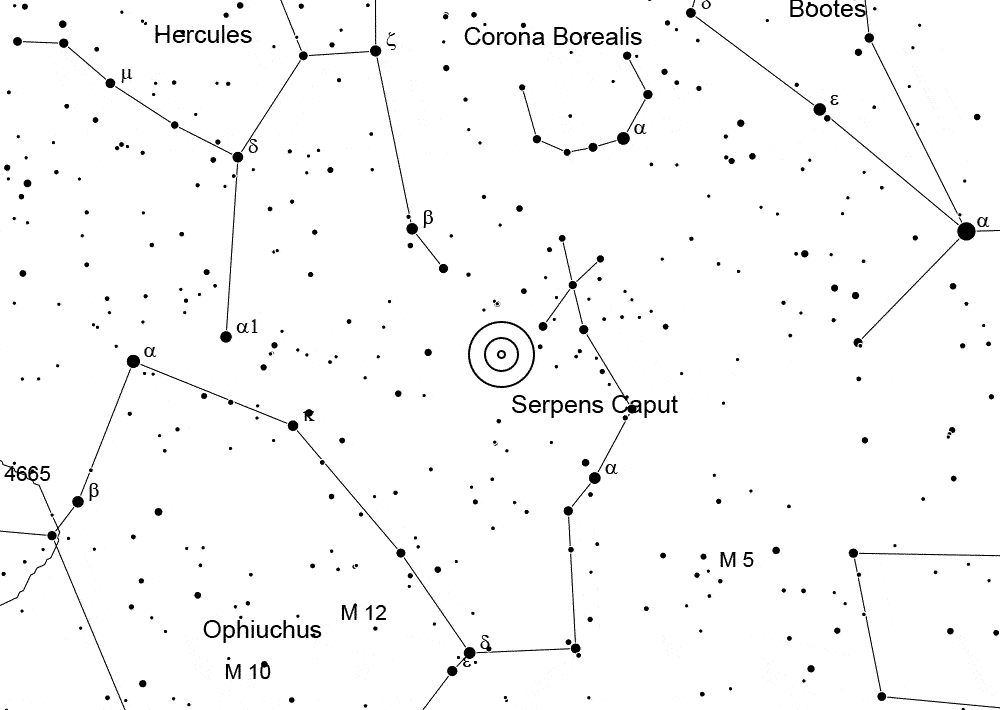 δ
Bootes
Hercules
ζ
Corona Borealis
μ
ε
α
δ
β
α
α1
α
Serpens Caput
κ
α
4665
β
M 5
M 12
Ophiuchus
δ
ε
M 10